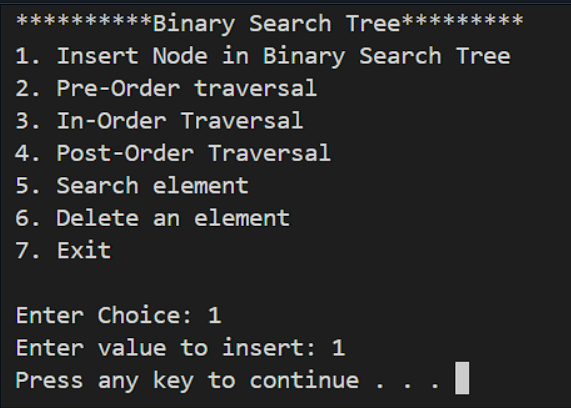 **********Binary Search Tree*********
1. Insert Node in Binary Search Tree
2. Pre-Order traversal
3. In-Order Traversal
4. Post-Order Traversal
5. Search element
6. Delete an element
7. Exit
Enter Choice: 1
Enter value to insert: 1
Press any key to continue . . .